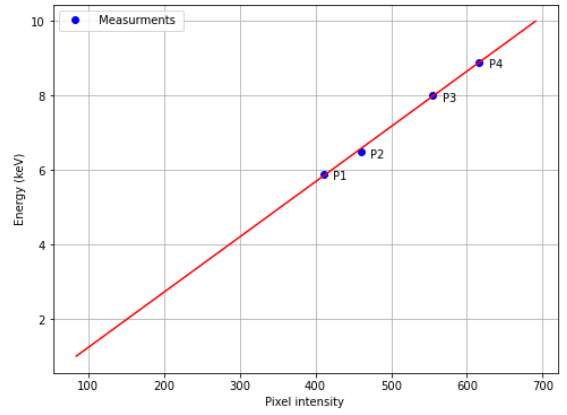 Measurments
10
8
6
4
2
Energy (keV)
P1
P2
P3
P4
100 200 300 400 500 600 700
Pixel intensity